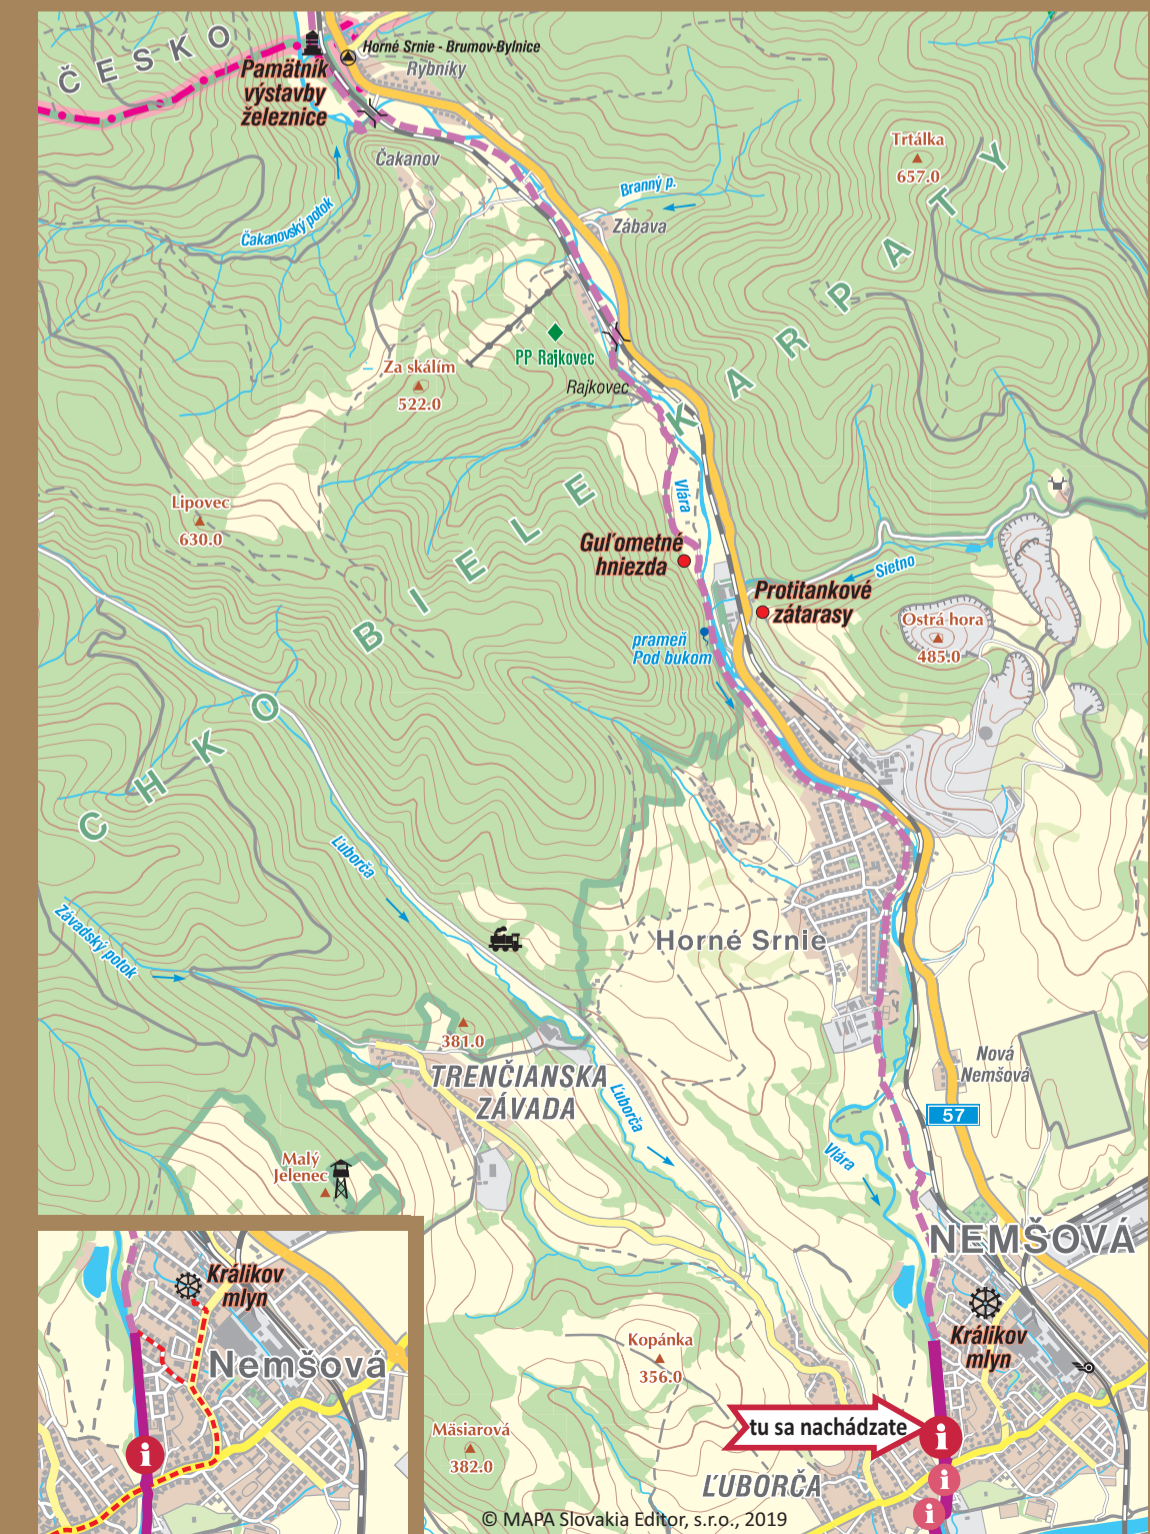 ČESKO
Horné Srnie - Brumov-Bylnice
Rybníky
Pamätník
výstavby
železnice
Čakanov
Trtálka
657.0
Branný p.
Čakanovský potok
Zábava
PP Rajkovec
Za skálím
522.0
Rajkovec
CHKO BIELE KARPATY
Lipovec
630.0
Vlára
Guľometné
hniezda
Sietno
Protitankové
zátarasy
Ostrá hora
485.0
prameň
Pod bukom
Ľuborča
Závadský potok
Horné Srnie
381.0
TRENČIANSKA
ZÁVADA
Nová
Nemšová
57
Ľuborča
Vlára
Malý
Jelenec
NEMŠOVÁ
Králikov
mlyn
Nemšová
i
Králikov
mlyn
Kopánka
356.0
Mäsiarová
382.0
tu sa nachádzate
i
i
i
ĽUBORČA
© MAPA Slovakia Editor, s.r.o., 2019